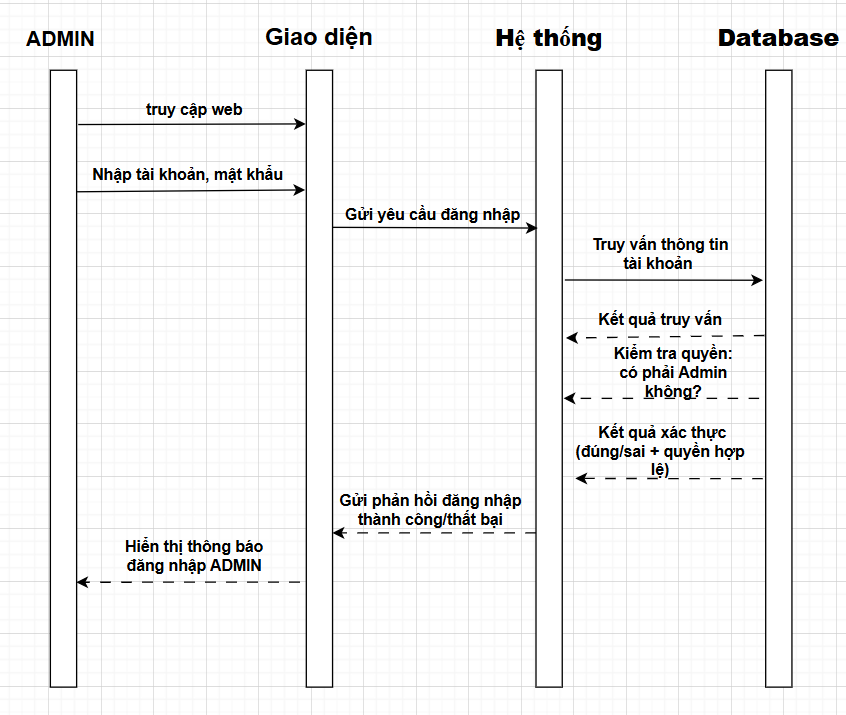 ADMIN
Giao diện
Hệ thống
Database
truy cập web
Nhập tài khoản, mật khẩu
Gửi yêu cầu đăng nhập
Truy vấn thông tin
tài khoản
Kết quả truy vấn
Kiểm tra quyền:
có phải Admin
không?
Kết quả xác thực
(đúng/sai + quyền hợp
lệ)
Gửi phản hồi đăng nhập
thành công/thất bại
Hiển thị thông báo
đăng nhập ADMIN